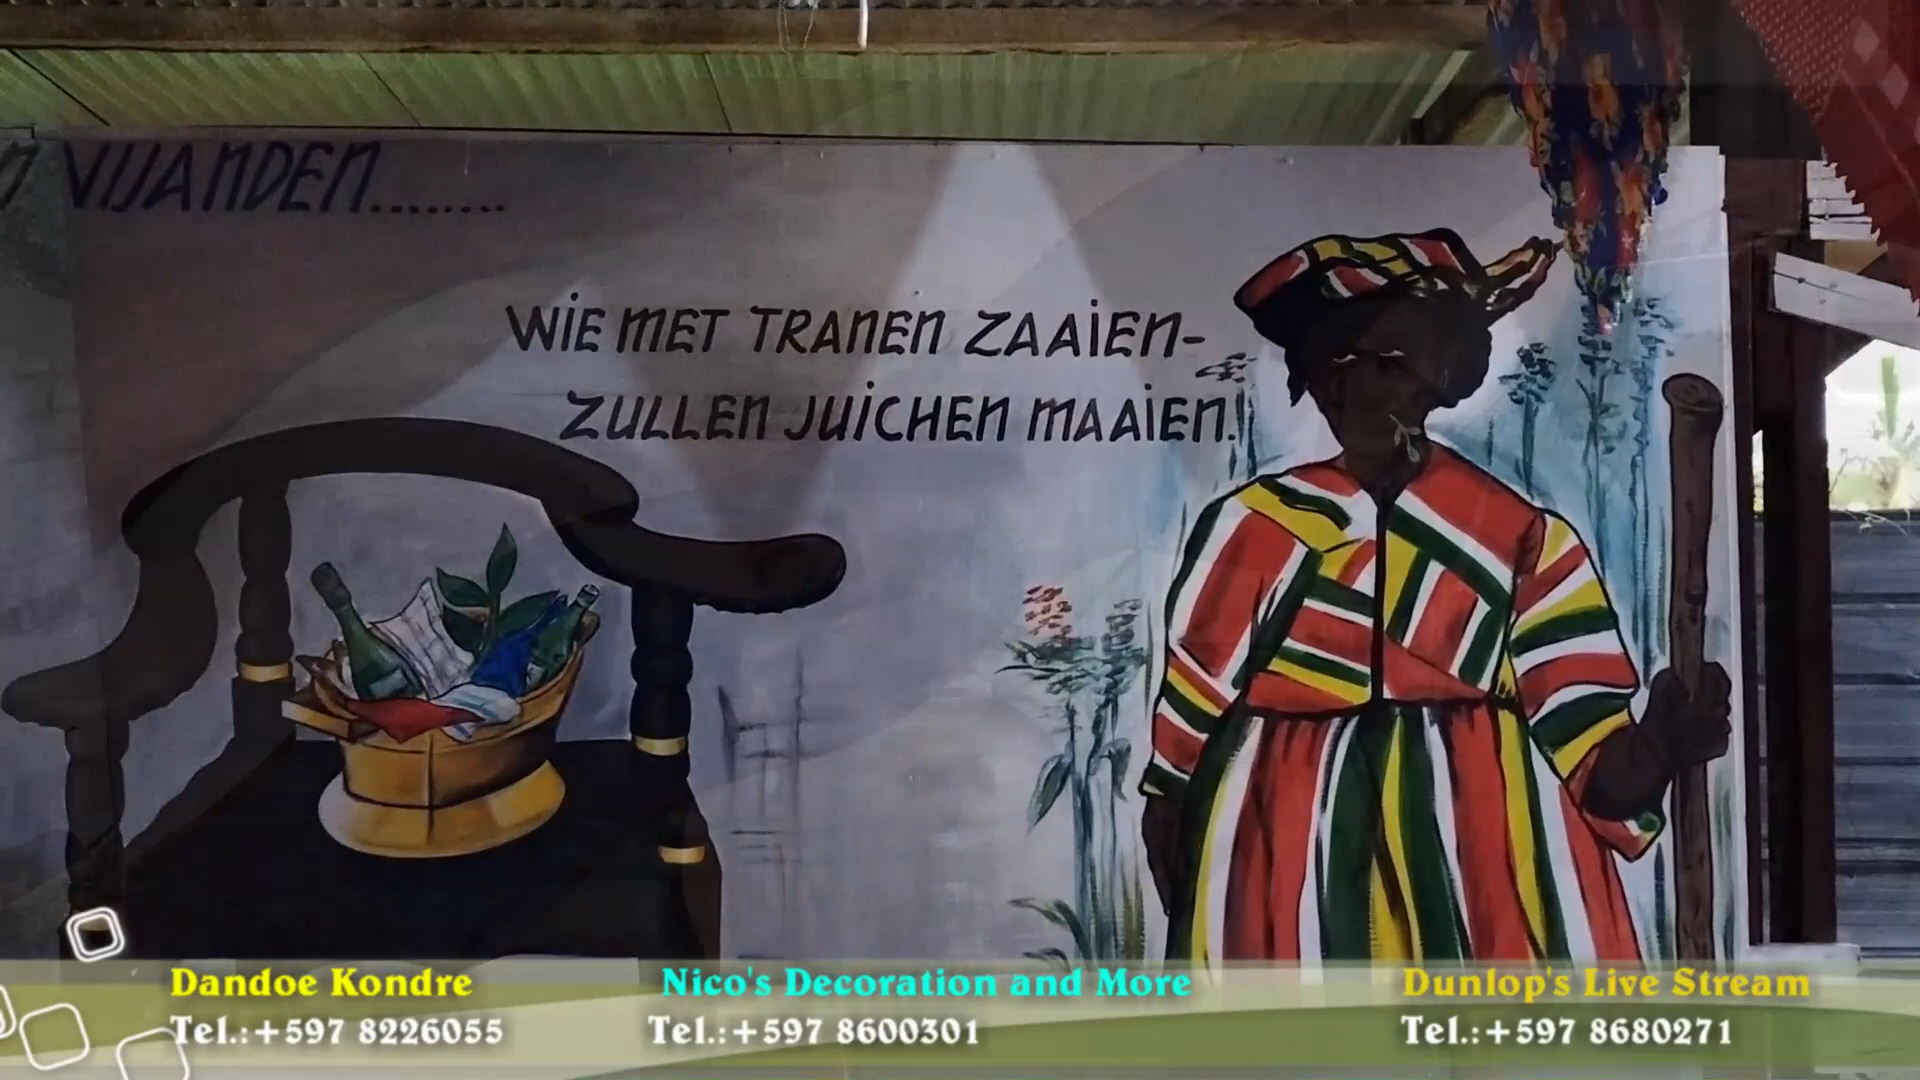 VIJANDEN........
WIE MET TRANEN ZAAIEN-
ZULLEN JUICHEN MAAIEN!
Dandoe Kondre
Tel.:+597 8226055
Nico's Decoration and More
Tel.:+597 8600301
Dunlop's Live Stream
Tel.:+597 8680271